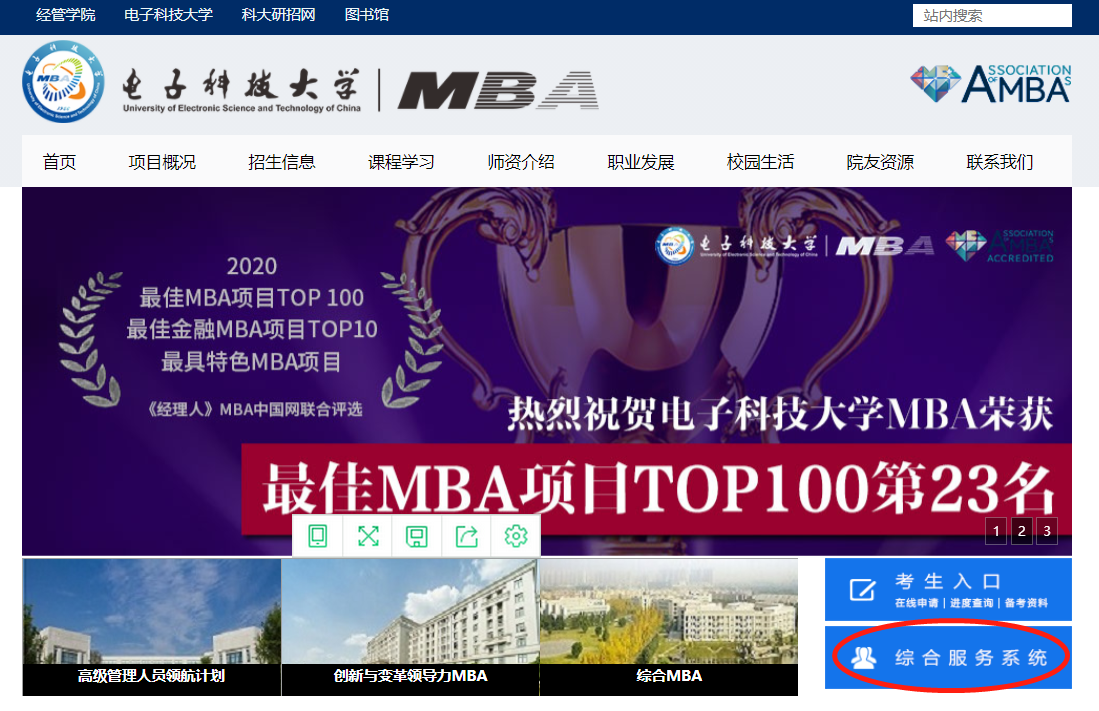 经管学院 电子科技大学 科大研招网 图书馆
站内搜索
MBA
电子科技大学
University of Electronic Science and Technology of China
MBA
ASSOCIATION
OF AMBAS
首页 项目概况 招生信息 课程学习 师资介绍 职业发展 校园生活 院友资源 联系我们
电子科技大学
University of Electronic Science and Technology of China
MBA
ASSOCIATION
OF AMBAS
ACCREDITED
2020
最佳MBA项目TOP 100
最佳金融MBA项目TOP10
最具特色MBA项目
《经理人》MBA中国网联合评选
热烈祝贺电子科技大学MBA荣获
最佳MBA项目TOP100第23名
1 2 3
高级管理人员领航计划
创新与变革领导力MBA
综合MBA
考生入口
在线申请 | 进度查询 | 备考资料
综合服务系统